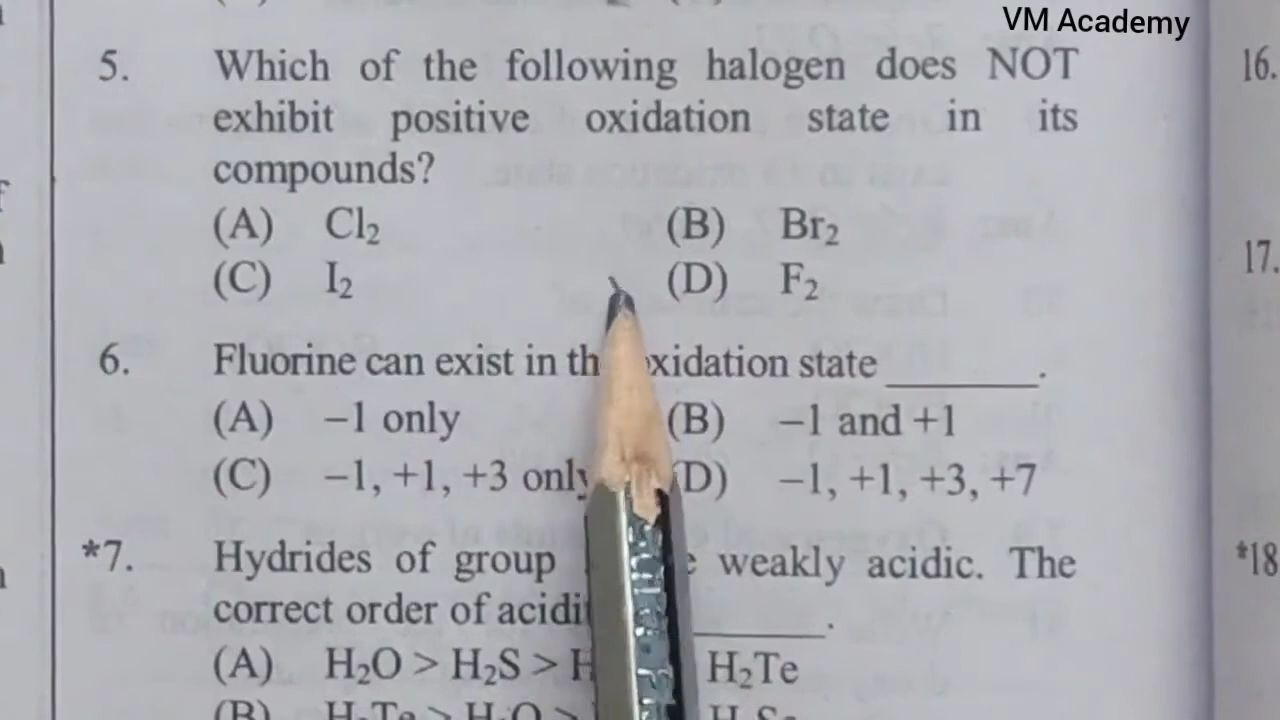 VM Academy
5. Which of the following halogen does NOT
exhibit positive oxidation state in its
compounds?
(A) Cl₂ (B) Br₂
(C) I₂ (D) F₂
6. Fluorine can exist in xidation state ______.
(A) −1 only (B) −1 and +1
(C) −1, +1, +3 only D) −1, +1, +3, +7
*7. Hydrides of group weakly acidic. The
correct order of ______.
(A) H₂O > H₂S > H₂Te
16.
17.
*18